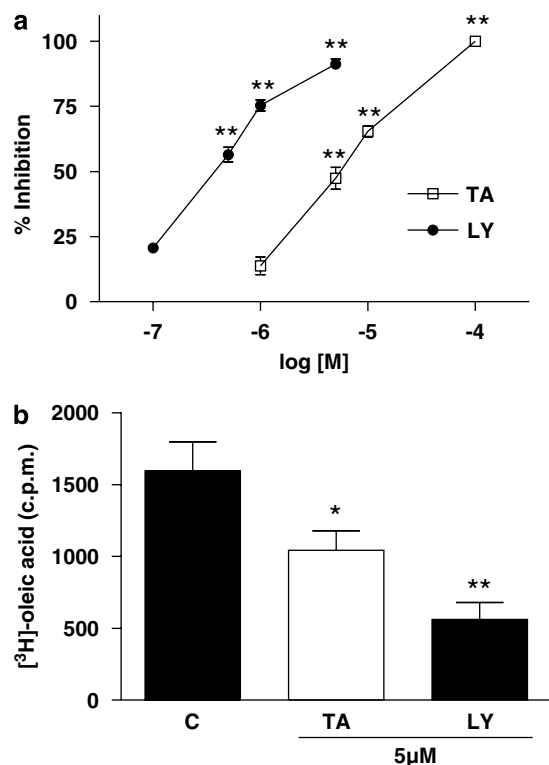 a
% Inhibition
100
75
50
25
0
** ** ** ** ** **
TA
LY
-7 -6 -5 -4
log [M]
b
[³H]-oleic acid (c.p.m.)
2000
1500
1000
500
0
*
**
C TA LY
5µM